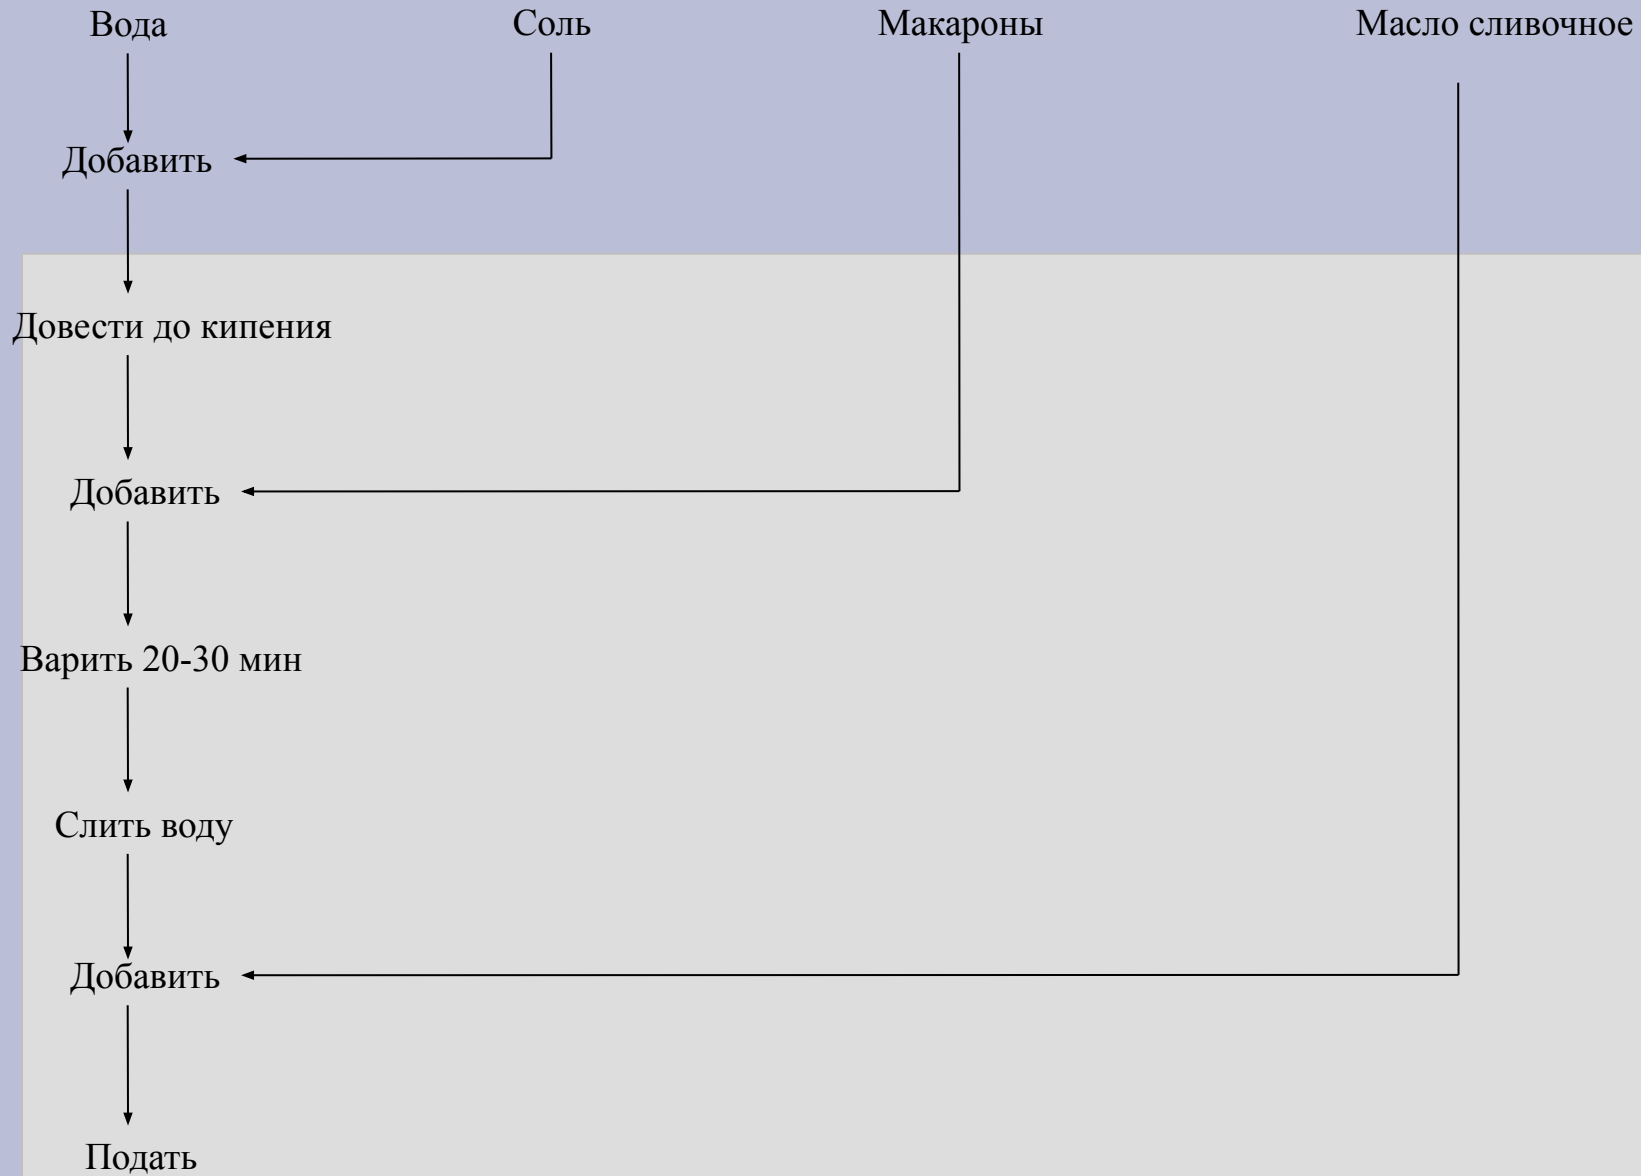 Вода
Соль
Макароны
Масло сливочное
Добавить
Довести до кипения
Добавить
Варить 20-30 мин
Слить воду
Добавить
Подать